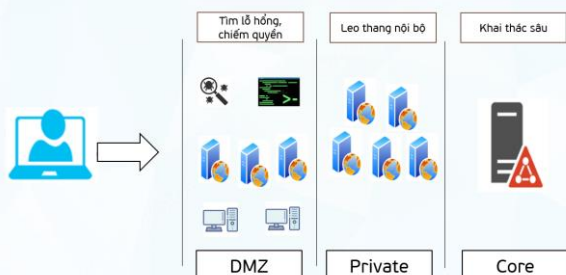 Tìm lỗ hổng,
chiếm quyền
Leo thang nội bộ
Khai thác sâu
DMZ
Private
Core